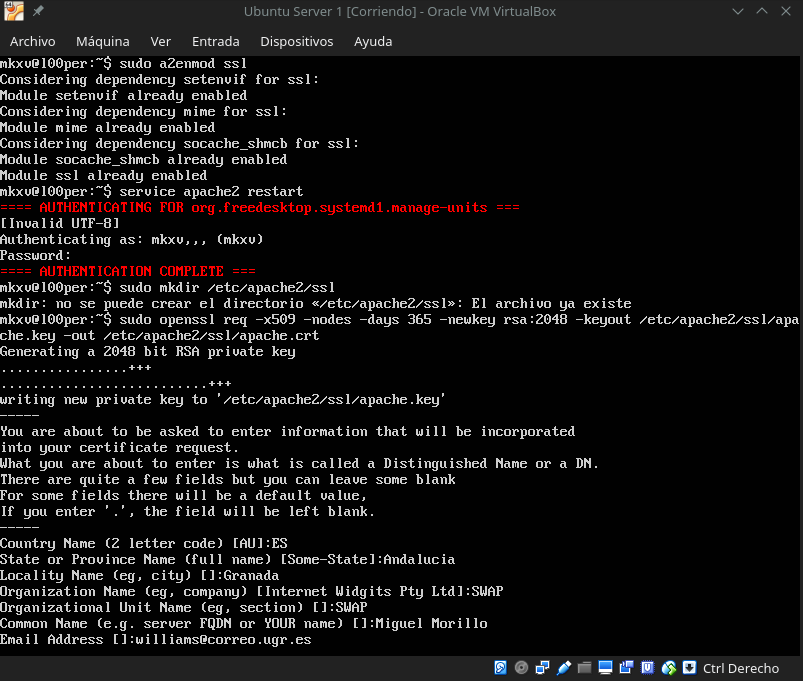 Ubuntu Server 1 [Corriendo] - Oracle VM VirtualBox
Archivo Máquina Ver Entrada Dispositivos Ayuda
mkxv@l00per:~$ sudo a2enmod ssl
Considering dependency setenvif for ssl:
Module setenvif already enabled
Considering dependency mime for ssl:
Module mime already enabled
Considering dependency socache_shmcb for ssl:
Module socache_shmcb already enabled
Module ssl already enabled
mkxv@l00per:~$ service apache2 restart
==== AUTHENTICATING FOR org.freedesktop.systemd1.manage-units ===
[Invalid UTF-8]
Authenticating as: mkxv,,, (mkxv)
Password:
==== AUTHENTICATION COMPLETE ===
mkxv@l00per:~$ sudo mkdir /etc/apache2/ssl
mkdir: no se puede crear el directorio «/etc/apache2/ssl»: El archivo ya existe
mkxv@l00per:~$ sudo openssl req -x509 -nodes -days 365 -newkey rsa:2048 -keyout /etc/apache2/ssl/apa
che.key -out /etc/apache2/ssl/apache.crt
Generating a 2048 bit RSA private key
................+++
..........................+++
writing new private key to '/etc/apache2/ssl/apache.key'
-----
You are about to be asked to enter information that will be incorporated
into your certificate request.
What you are about to enter is what is called a Distinguished Name or a DN.
There are quite a few fields but you can leave some blank
For some fields there will be a default value,
If you enter '.', the field will be left blank.
-----
Country Name (2 letter code) [AU]:ES
State or Province Name (full name) [Some-State]:Andalucia
Locality Name (eg, city) []:Granada
Organization Name (eg, company) [Internet Widgits Pty Ltd]:SWAP
Organizational Unit Name (eg, section) []:SWAP
Common Name (e.g. server FQDN or YOUR name) []:Miguel Morillo
Email Address []:williams@correo.ugr.es
Ctrl Derecho